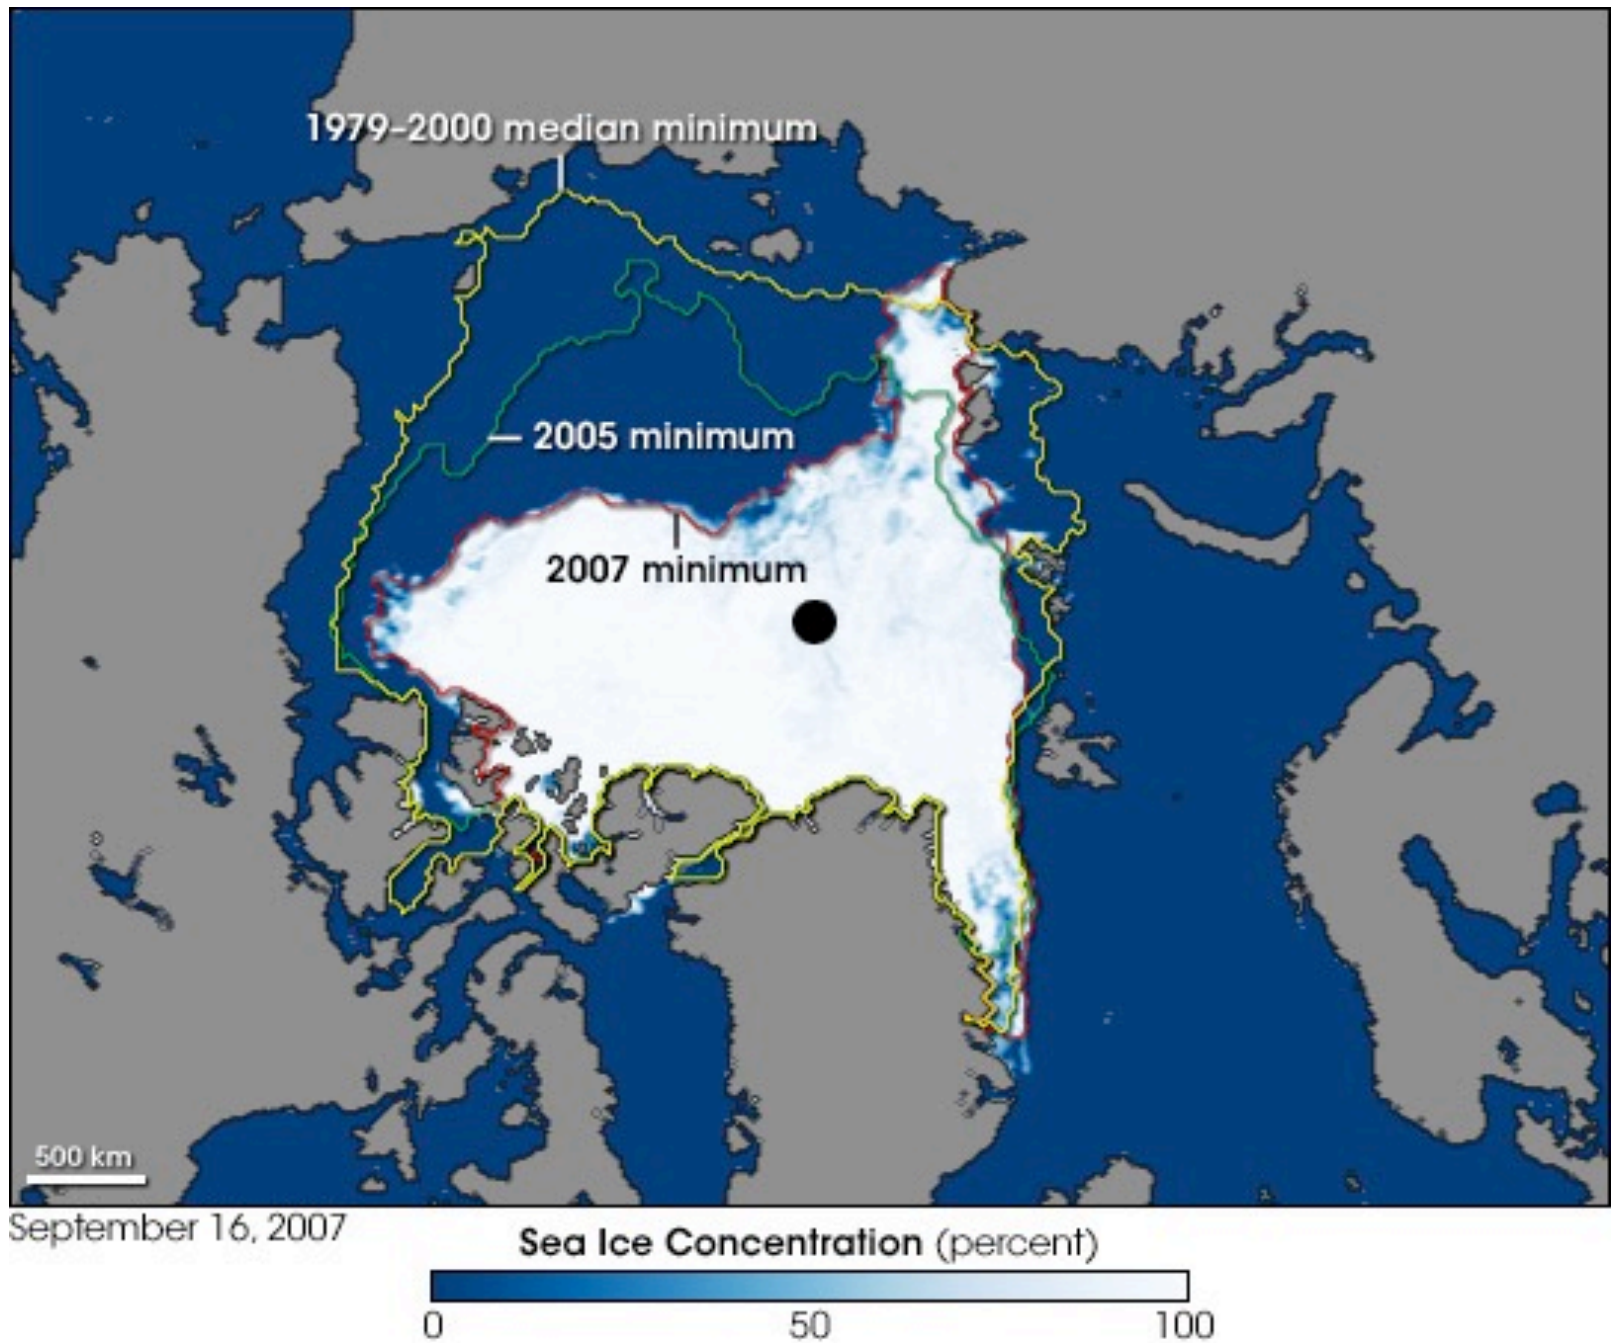 1979–2000 median minimum
2005 minimum
2007 minimum
500 km
September 16, 2007
Sea Ice Concentration (percent)
0 50 100